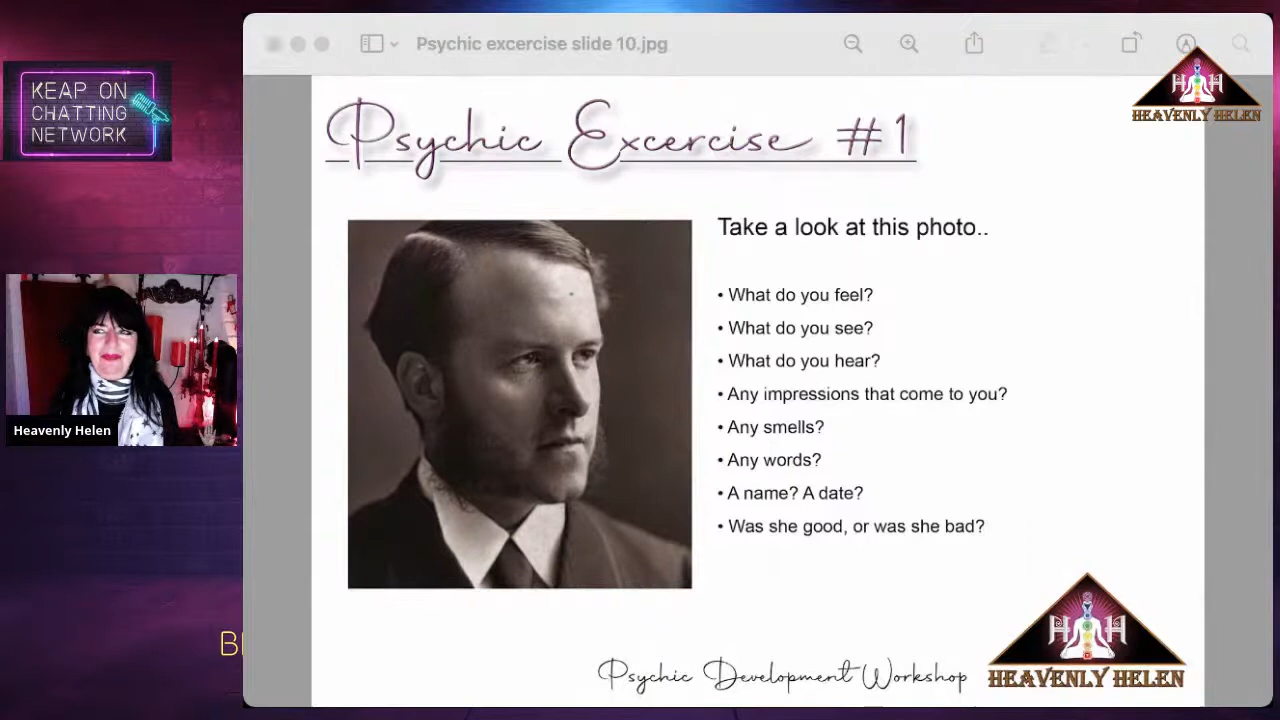 Psychic excercise slide 10.jpg
KEAP ON
CHATTING
NETWORK
HEAVENLY HELEN
Psychic Excercise #1
Take a look at this photo..
• What do you feel?
• What do you see?
• What do you hear?
• Any impressions that come to you?
• Any smells?
• Any words?
• A name? A date?
• Was she good, or was she bad?
Heavenly Helen
Psychic Development Workshop
H H
HEAVENLY HELEN